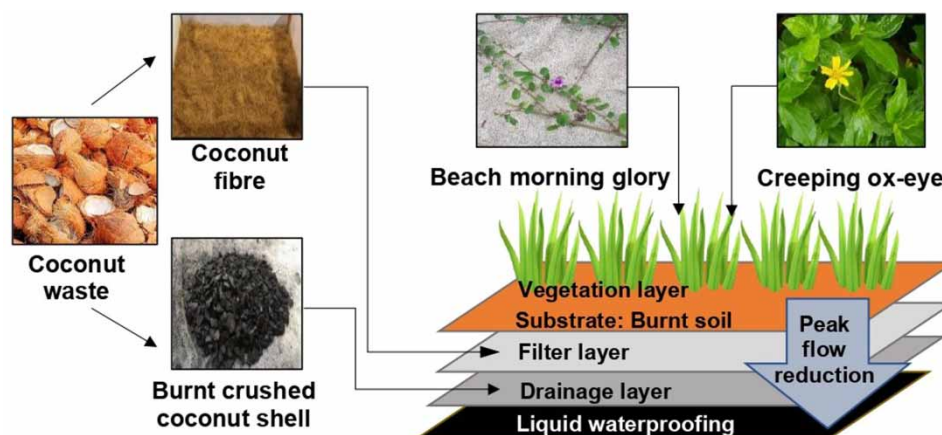 Coconut
fibre
Beach morning glory
Creeping ox-eye
Coconut
waste
Vegetation layer
Substrate: Burnt soil
Peak
flow
reduction
Filter layer
Burnt crushed
coconut shell
Drainage layer
Liquid waterproofing